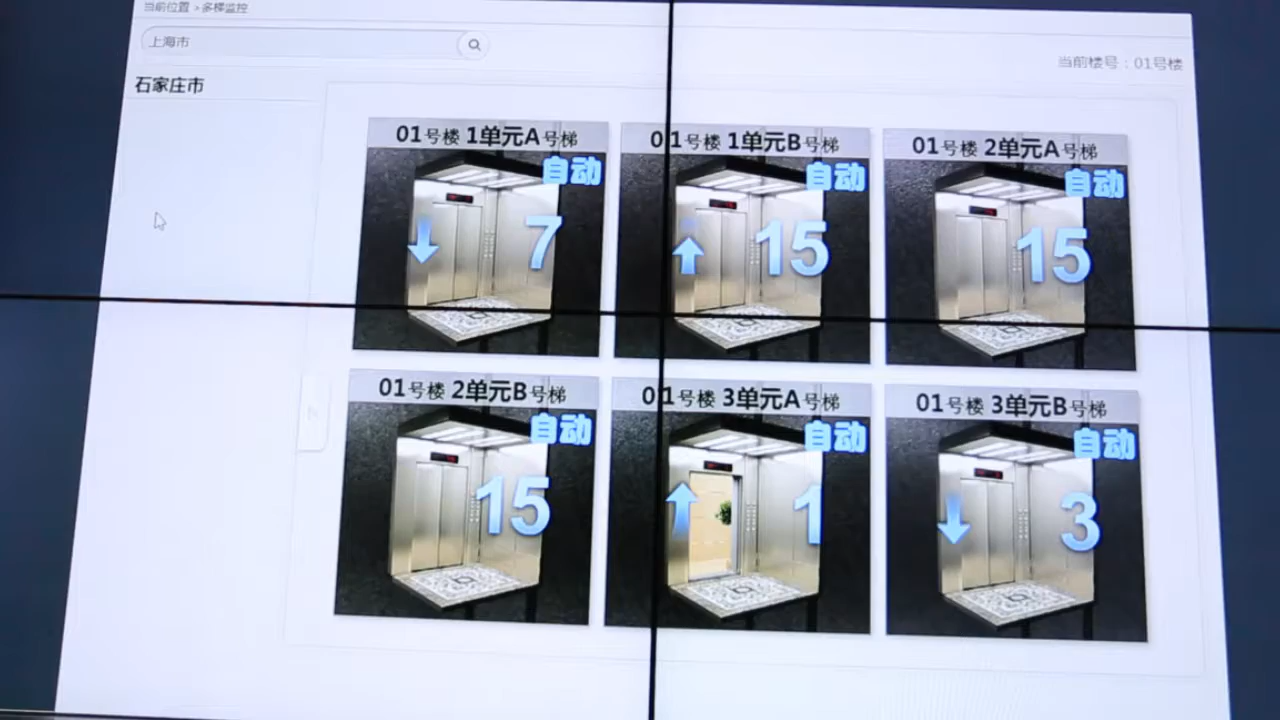 当前位置 > 多梯监控
上海市
当前楼号：01号楼
石家庄市
01号楼 1单元A号梯
自动
7
01号楼 1单元B号梯
自动
15
01号楼 2单元A号梯
自动
15
01号楼 2单元B号梯
自动
15
01号楼 3单元A号梯
自动
1
01号楼 3单元B号梯
自动
3